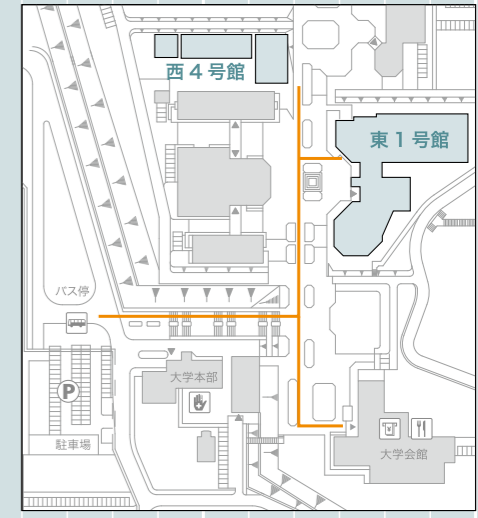 西4号館
東1号館
バス停
大学本部
P
駐車場
大学会館